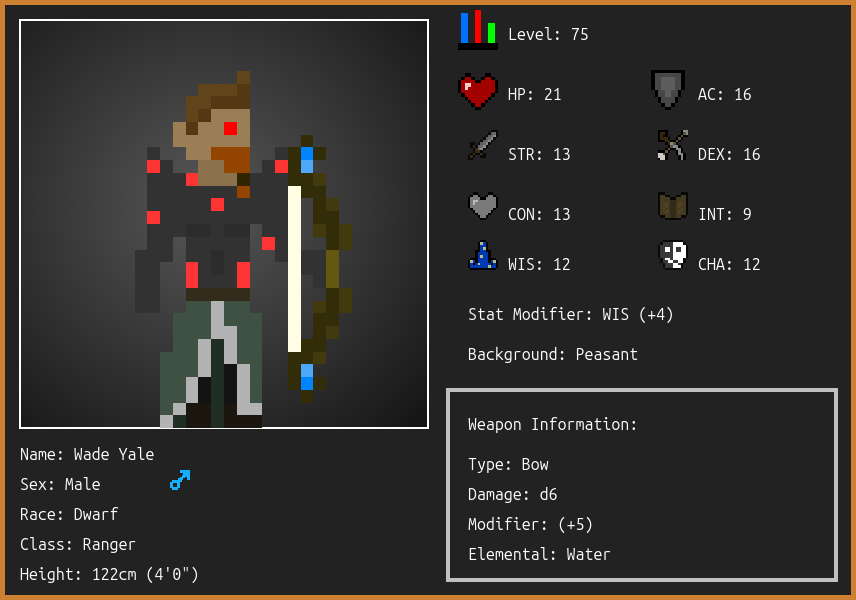 Level: 75
HP: 21
AC: 16
STR: 13
DEX: 16
CON: 13
INT: 9
WIS: 12
CHA: 12
Stat Modifier: WIS (+4)
Background: Peasant
Weapon Information:
Type: Bow
Damage: d6
Modifier: (+5)
Elemental: Water
Name: Wade Yale
Sex: Male
Race: Dwarf
Class: Ranger
Height: 122cm (4'0")